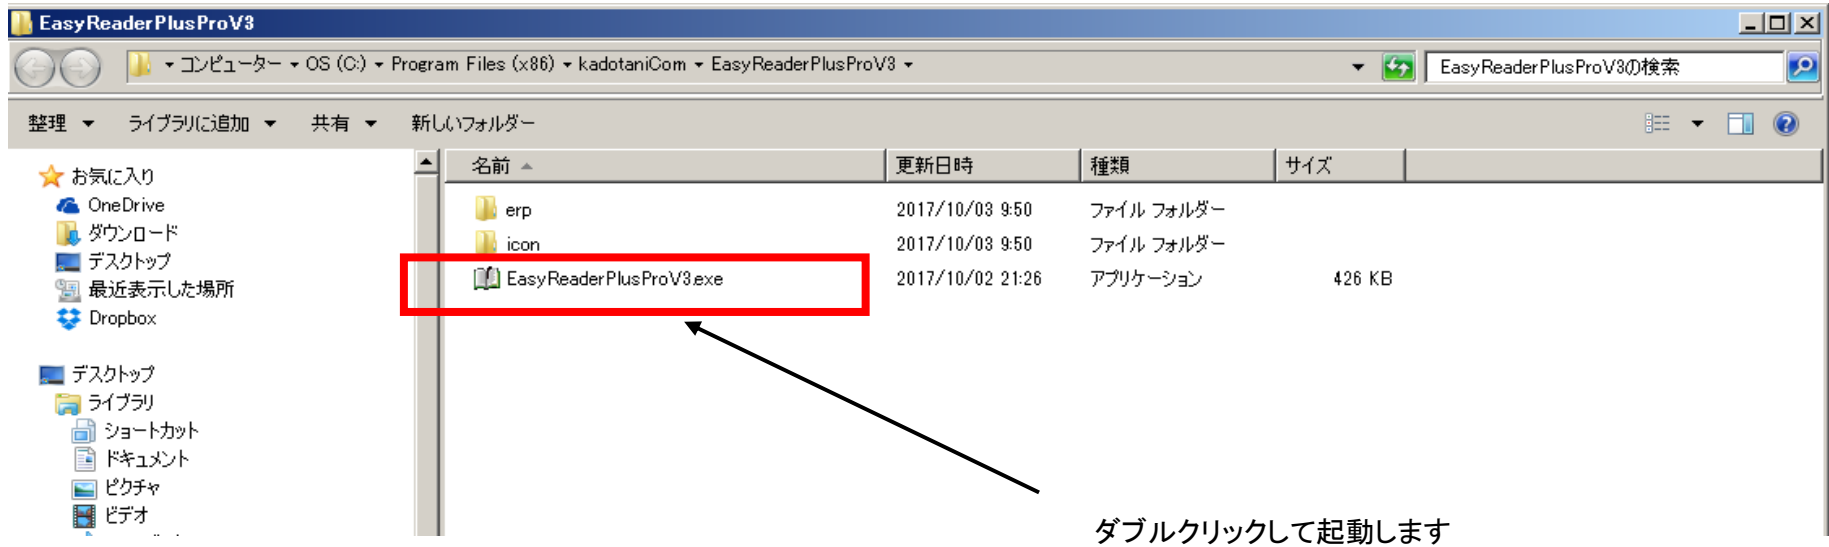 EasyReaderPlusProV3
コンピューター OS (C:) Program Files (x86) kadotaniCom EasyReaderPlusProV3
EasyReaderPlusProV3の検索
整理 ライブラリに追加 共有 新しいフォルダー
名前 更新日時 種類 サイズ
お気に入り
OneDrive
ダウンロード
デスクトップ
最近表示した場所
Dropbox
デスクトップ
ライブラリ
ショートカット
ドキュメント
ピクチャ
ビデオ
erp 2017/10/03 9:50 ファイル フォルダー
icon 2017/10/03 9:50 ファイル フォルダー
EasyReaderPlusProV3.exe 2017/10/02 21:26 アプリケーション 426 KB
ダブルクリックして起動します